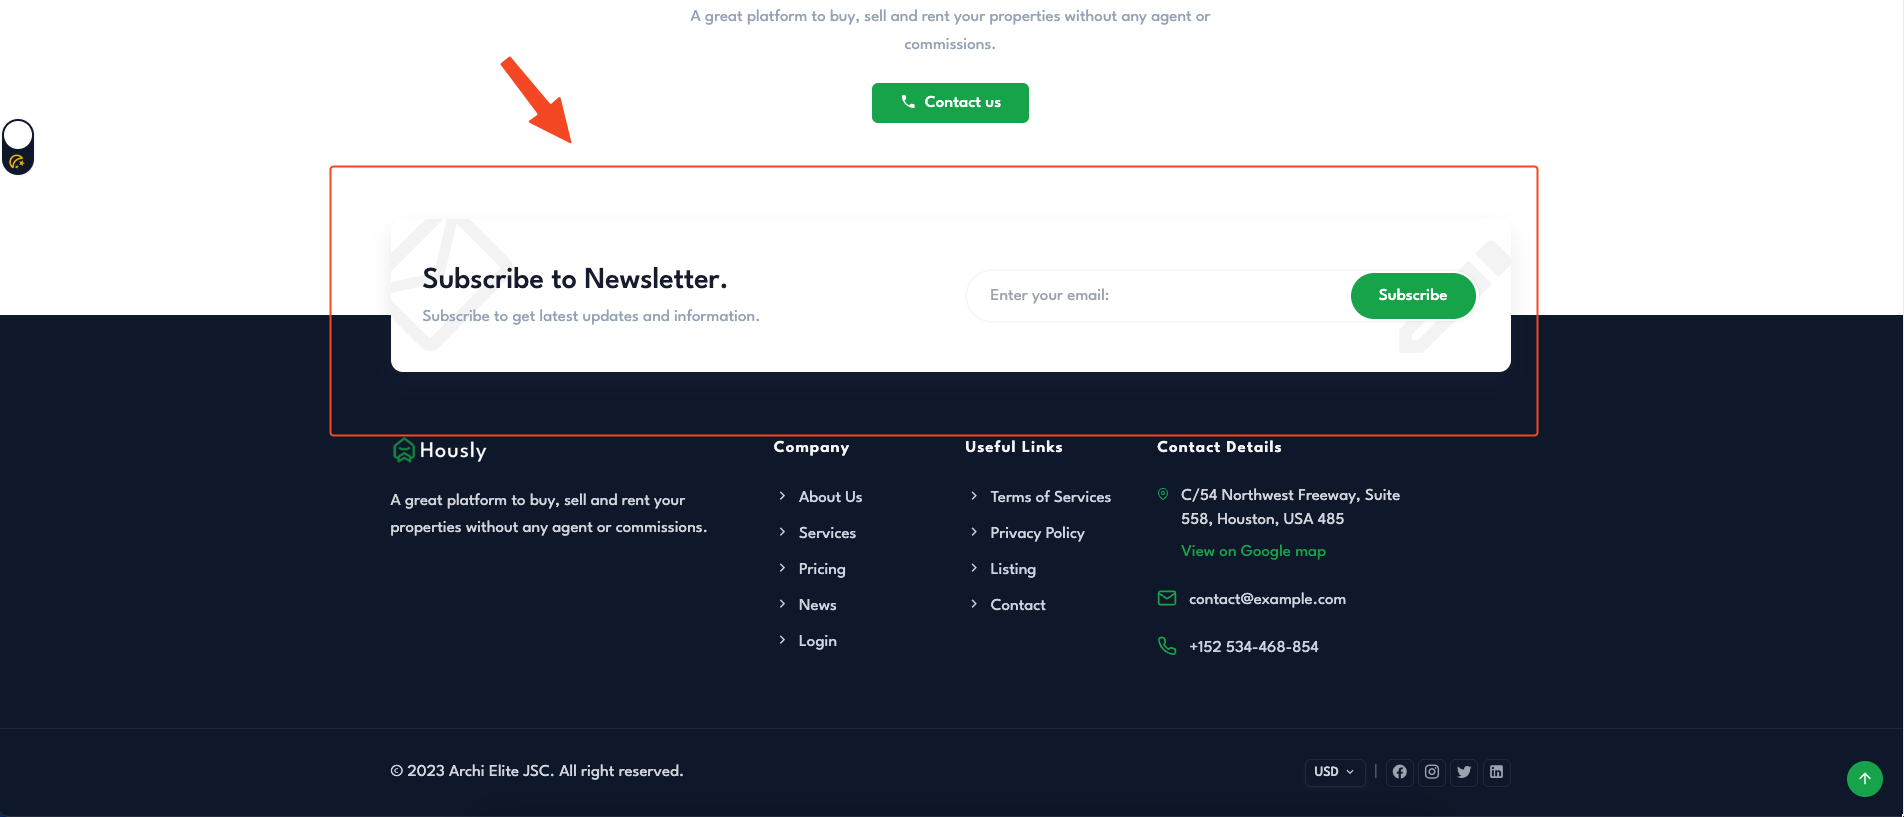 A great platform to buy, sell and rent your properties without any agent or
commissions.
Contact us
Subscribe to Newsletter.
Subscribe to get latest updates and information.
Enter your email:
Subscribe
Hously
A great platform to buy, sell and rent your
properties without any agent or commissions.
Company
About Us
Services
Pricing
News
Login
Useful Links
Terms of Services
Privacy Policy
Listing
Contact
Contact Details
C/54 Northwest Freeway, Suite
558, Houston, USA 485
View on Google map
contact@example.com
+152 534-468-854
© 2023 Archi Elite JSC. All right reserved.
USD